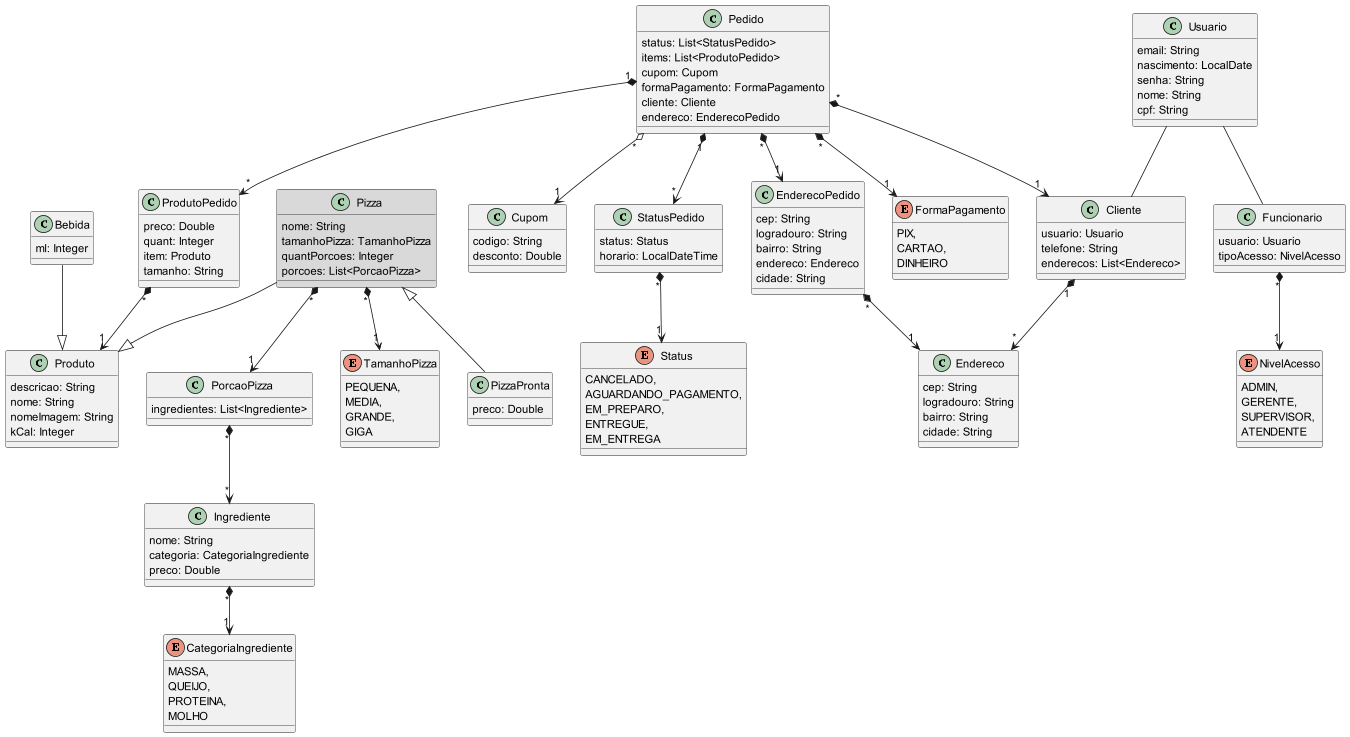 C Pedido
status: List<StatusPedido>
items: List<ProdutoPedido>
cupom: Cupom
formaPagamento: FormaPagamento
cliente: Cliente
endereco: EnderecoPedido
C Usuario
email: String
nascimento: LocalDate
senha: String
nome: String
cpf: String
1
*
*
1
*
*
*
1
*
1
*
1
1
C Bebida
ml: Integer
C ProdutoPedido
preco: Double
quant: Integer
item: Produto
tamanho: String
C Pizza
nome: String
tamanhoPizza: TamanhoPizza
quantPorcoes: Integer
porcoes: List<PorcaoPizza>
C Cupom
codigo: String
desconto: Double
C StatusPedido
status: Status
horario: LocalDateTime
C EnderecoPedido
cep: String
logradouro: String
bairro: String
endereco: Endereco
cidade: String
E FormaPagamento
PIX,
CARTAO,
DINHEIRO
C Cliente
usuario: Usuario
telefone: String
enderecos: List<Endereco>
C Funcionario
usuario: Usuario
tipoAcesso: NivelAcesso
*
1
*
1
*
1
*
1
*
1
1
*
*
1
C Produto
descricao: String
nome: String
nomeImagem: String
kCal: Integer
C PorcaoPizza
ingredientes: List<Ingrediente>
E TamanhoPizza
PEQUENA,
MEDIA,
GRANDE,
GIGA
C PizzaPronta
preco: Double
E Status
CANCELADO,
AGUARDANDO_PAGAMENTO,
EM_PREPARO,
ENTREGUE,
EM_ENTREGA
C Endereco
cep: String
logradouro: String
bairro: String
cidade: String
E NivelAcesso
ADMIN,
GERENTE,
SUPERVISOR,
ATENDENTE
*
*
C Ingrediente
nome: String
categoria: CategoriaIngrediente
preco: Double
*
1
E CategoriaIngrediente
MASSA,
QUEIJO,
PROTEINA,
MOLHO